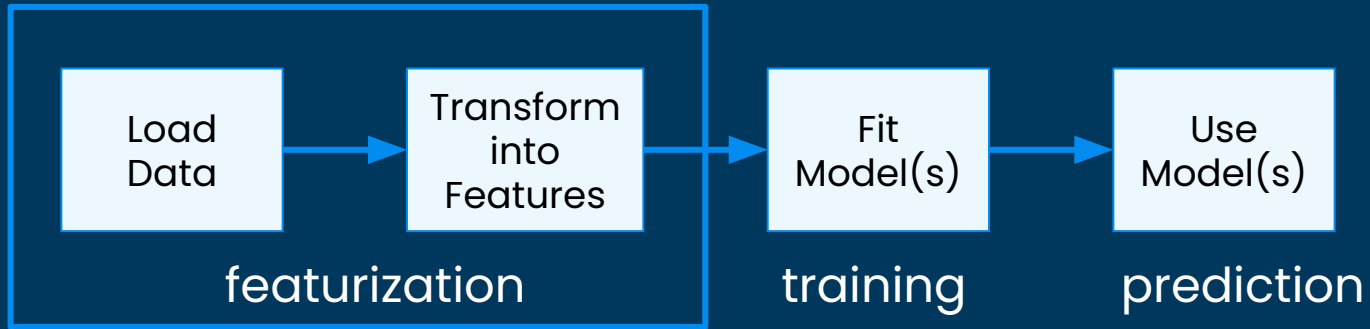 Load
Data
Transform
into
Features
Fit
Model(s)
Use
Model(s)
featurization
training
prediction